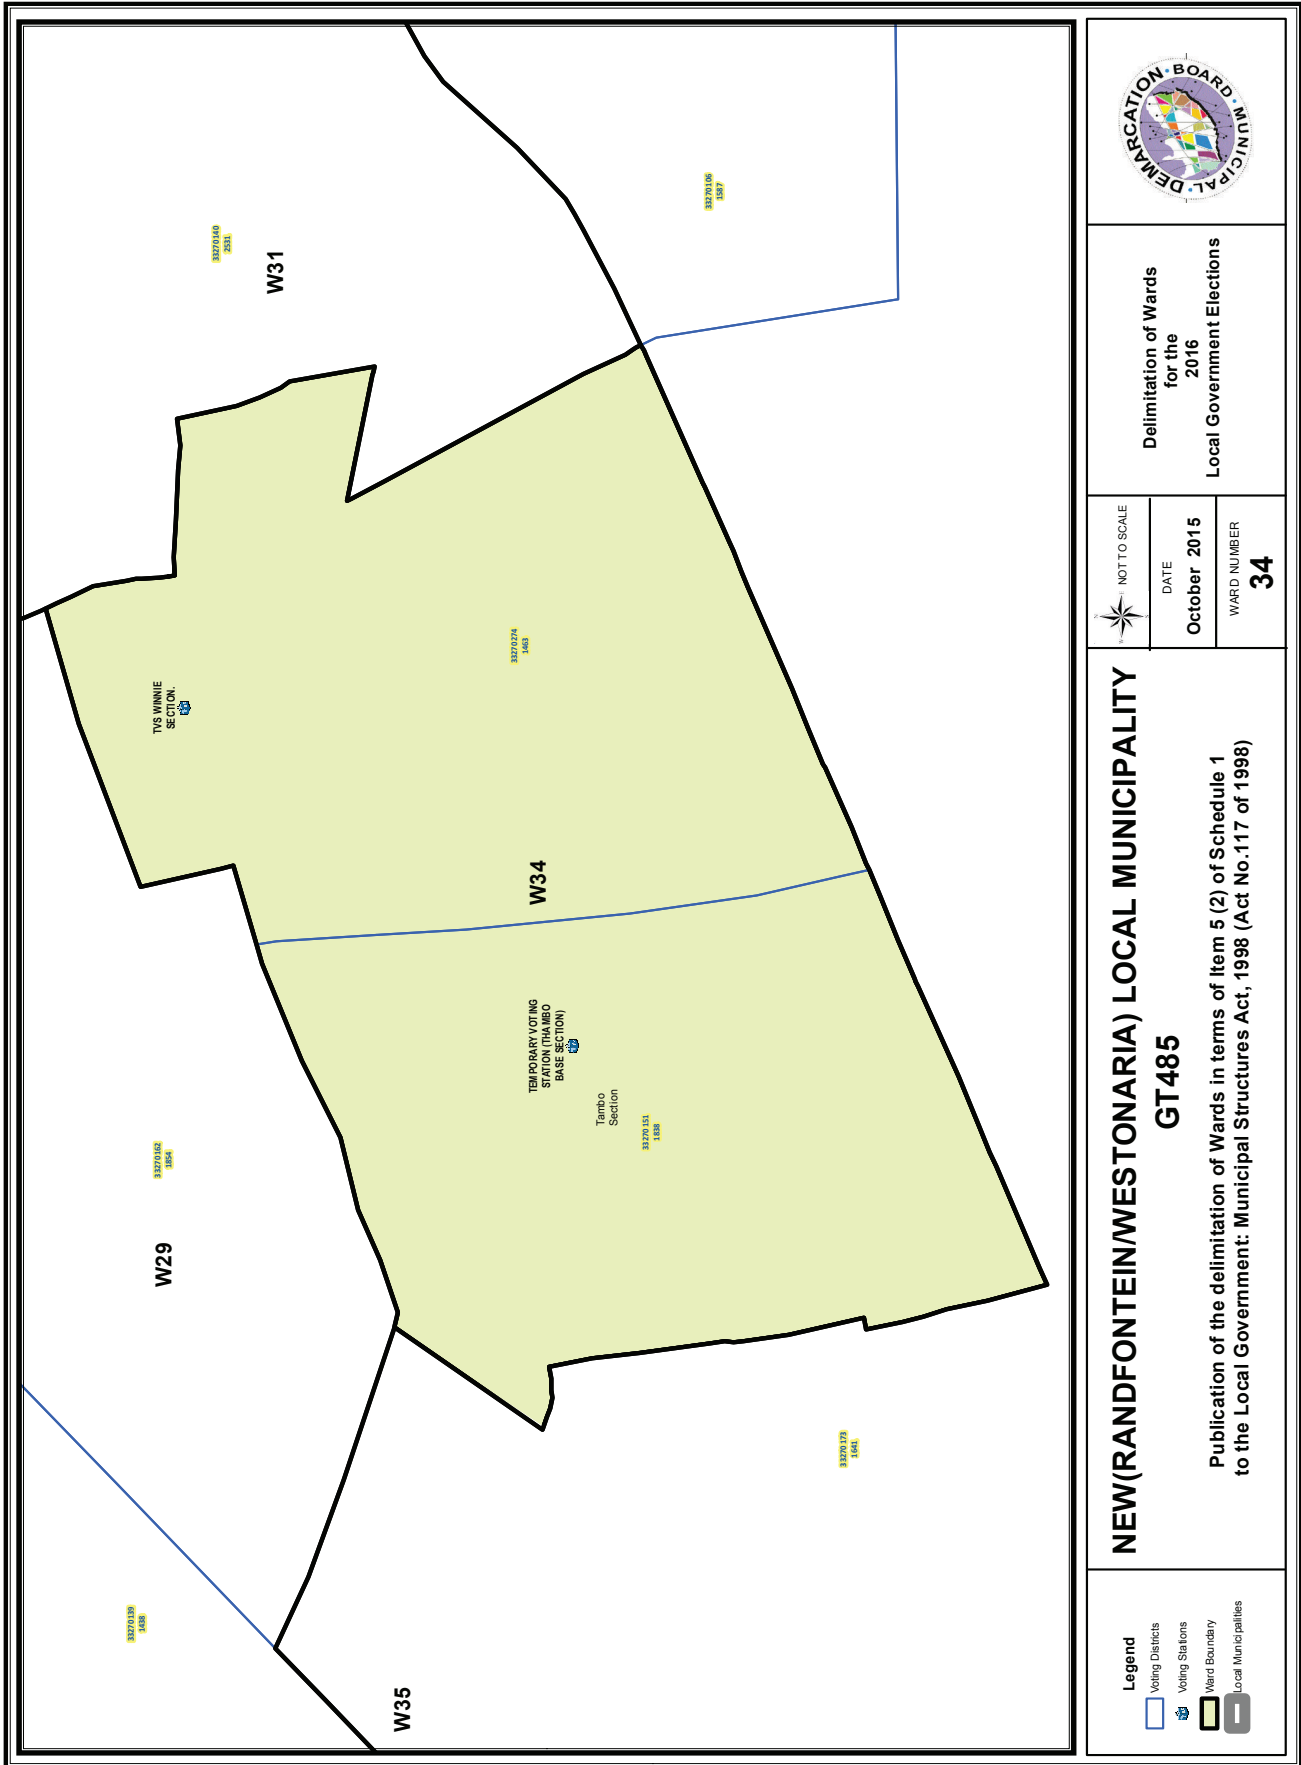 33270140
2531
W31
33270106
1587
TVS WINNIE
SECTION.
33270274
1463
W34
TEMPORARY VOTING
STATION (THAMBO
BASE SECTION)
Tambo
Section
33270151
1838
33270162
1854
W29
33270173
1641
33270139
1438
W35
Legend
Voting Districts
Voting Stations
Ward Boundary
Local Municipalities
NEW(RANDFONTEIN/WESTONARIA) LOCAL MUNICIPALITY
GT485
Publication of the delimitation of Wards in terms of Item 5 (2) of Schedule 1
to the Local Government: Municipal Structures Act, 1998 (Act No.117 of 1998)
N
W
E
S
NOT TO SCALE
DATE
October 2015
WARD NUMBER
34
Delimitation of Wards
for the
2016
Local Government Elections
MUNICIPAL · DEMARCATION · BOARD ·